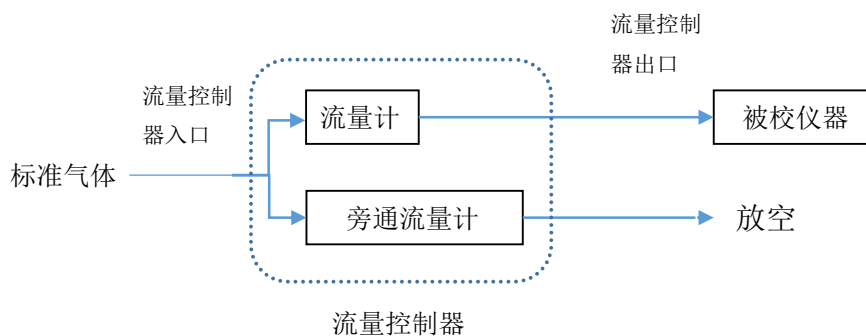 流量控制
器出口
流量控制
器入口
流量计
被校仪器
标准气体
旁通流量计
放空
流量控制器